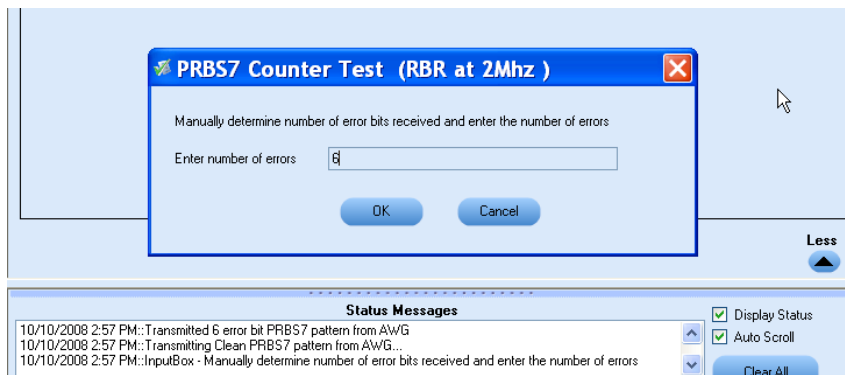 PRBS7 Counter Test (RBR at 2Mhz )
Manually determine number of error bits received and enter the number of errors
Enter number of errors 6
OK Cancel
Less
Status Messages
Display Status
Auto Scroll
Clear All
10/10/2008 2:57 PM::Transmitted 6 error bit PRBS7 pattern from AWG
10/10/2008 2:57 PM::Transmitting Clean PRBS7 pattern from AWG...
10/10/2008 2:57 PM::InputBox - Manually determine number of error bits received and enter the number of errors